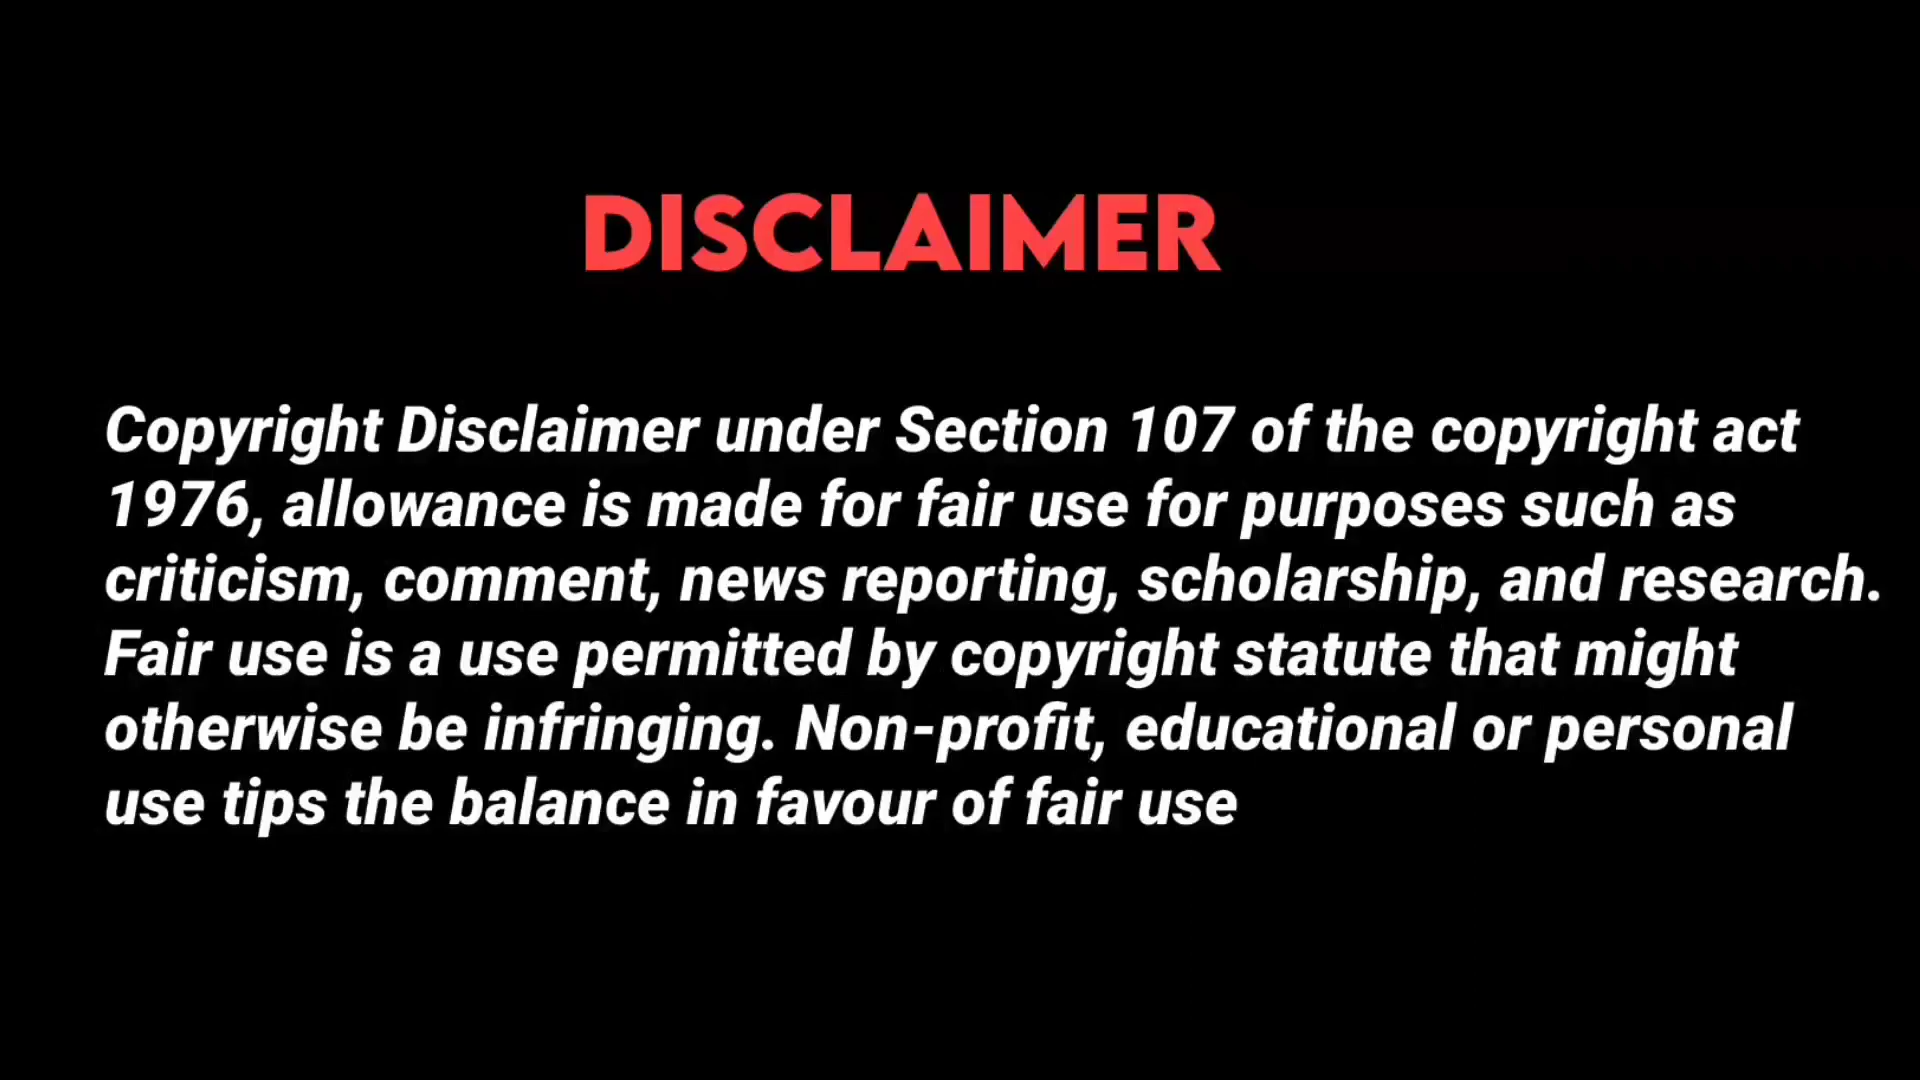 DISCLAIMER
Copyright Disclaimer under Section 107 of the copyright act
1976, allowance is made for fair use for purposes such as
criticism, comment, news reporting, scholarship, and research.
Fair use is a use permitted by copyright statute that might
otherwise be infringing. Non-profit, educational or personal
use tips the balance in favour of fair use